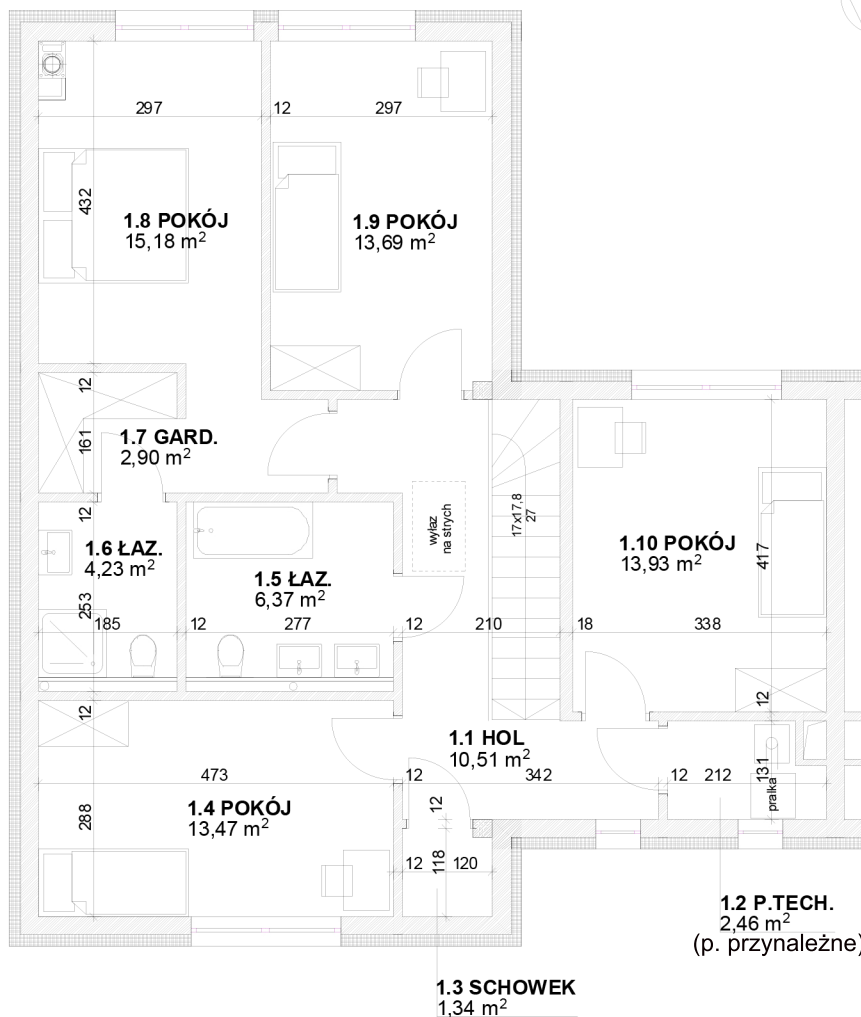 297
12
297
432
1.8 POKÓJ
15,18 m²
1.9 POKÓJ
13,69 m²
12
161
1.7 GARD.
2,90 m²
12
wyłaz
na strych
17x17,8
27
1.10 POKÓJ
13,93 m²
417
1.6 ŁAZ.
4,23 m²
1.5 ŁAZ.
6,37 m²
253
185
12
277
12
210
18
338
12
12
1.1 HOL
10,51 m²
473
12
342
12
212
131
pralka
288
1.4 POKÓJ
13,47 m²
12
118
12
120
1.2 P.TECH.
2,46 m²
(p. przynależne)
1.3 SCHOWEK
1,34 m²